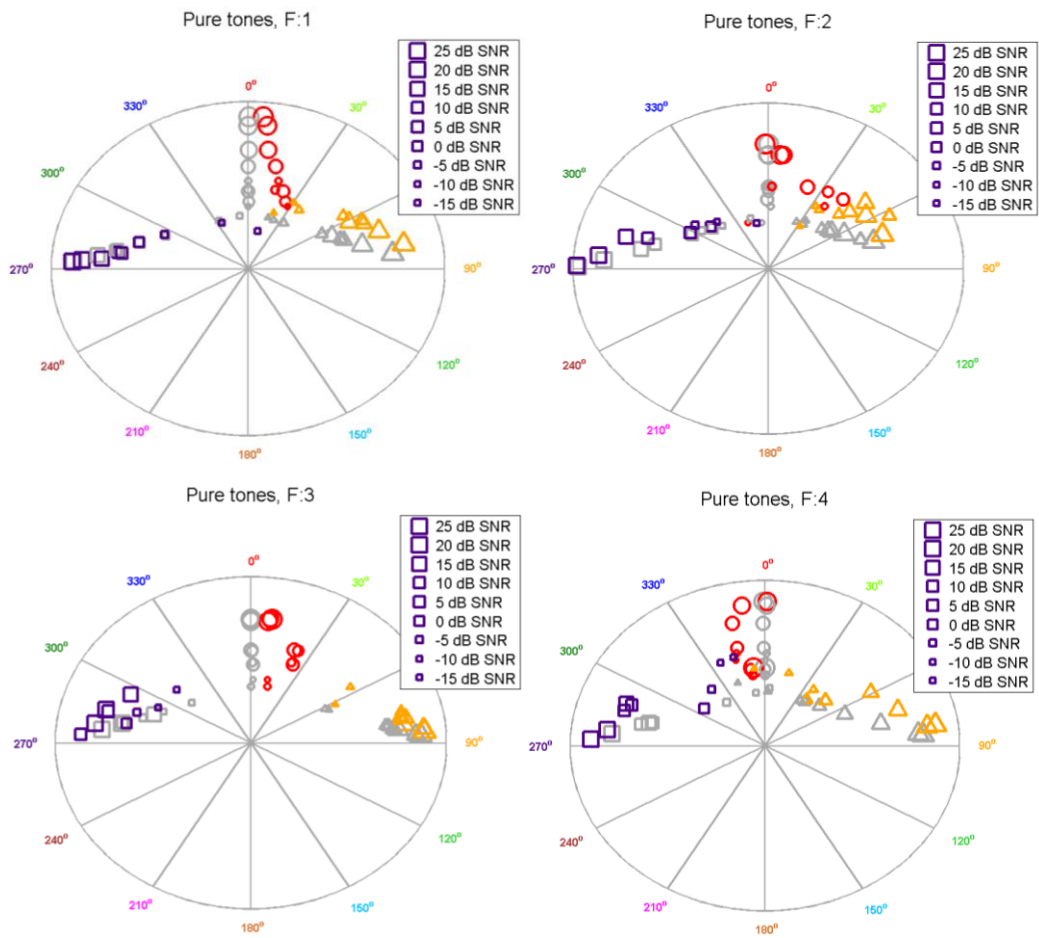 Pure tones, F:1
25 dB SNR
20 dB SNR
15 dB SNR
10 dB SNR
5 dB SNR
0 dB SNR
-5 dB SNR
-10 dB SNR
-15 dB SNR
0°
30°
90°
120°
150°
180°
210°
240°
270°
300°
330°
Pure tones, F:2
25 dB SNR
20 dB SNR
15 dB SNR
10 dB SNR
5 dB SNR
0 dB SNR
-5 dB SNR
-10 dB SNR
-15 dB SNR
0°
30°
90°
120°
150°
180°
210°
240°
270°
300°
330°
Pure tones, F:3
25 dB SNR
20 dB SNR
15 dB SNR
10 dB SNR
5 dB SNR
0 dB SNR
-5 dB SNR
-10 dB SNR
-15 dB SNR
0°
30°
90°
120°
150°
180°
210°
240°
270°
300°
330°
Pure tones, F:4
25 dB SNR
20 dB SNR
15 dB SNR
10 dB SNR
5 dB SNR
0 dB SNR
-5 dB SNR
-10 dB SNR
-15 dB SNR
0°
30°
90°
120°
150°
180°
210°
240°
270°
300°
330°